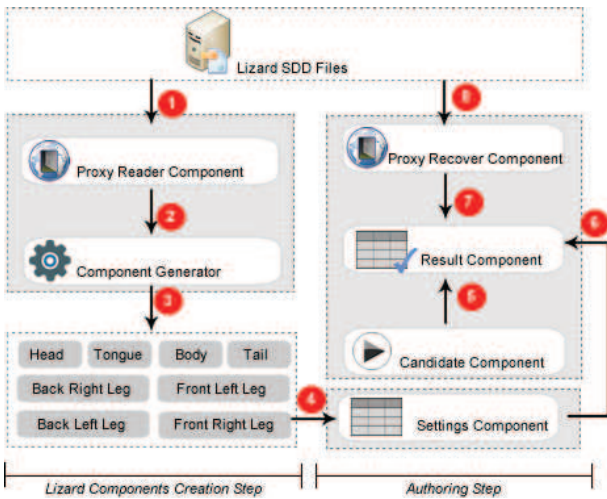 Lizard SDD Files
1
8
Proxy Reader Component
Proxy Recover Component
2
7
6
Component Generator
Result Component
3
5
Head Tongue Body Tail
Candidate Component
Back Right Leg Front Left Leg
4
Back Left Leg Front Right Leg
Settings Component
Lizard Components Creation Step
Authoring Step